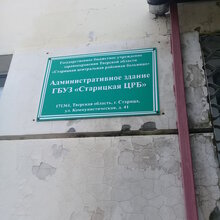 Государственное бюджетное учреждение
здравоохранения Тверской области
«Старицкая центральная районная больница»
Административное здание
ГБУЗ «Старицкая ЦРБ»
171361, Тверская область, г. Старица,
ул. Коммунистическая, д. 41